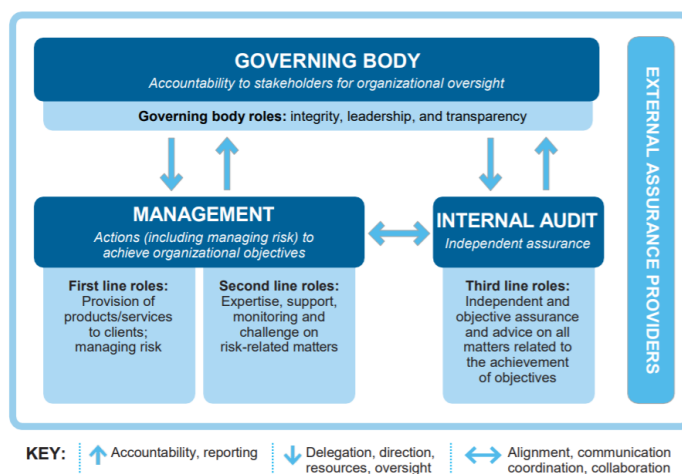 GOVERNING BODY
Accountability to stakeholders for organizational oversight
Governing body roles: integrity, leadership, and transparency
MANAGEMENT
Actions (including managing risk) to
achieve organizational objectives
First line roles:
Provision of
products/services
to clients;
managing risk
Second line roles:
Expertise, support,
monitoring and
challenge on
risk-related matters
INTERNAL AUDIT
Independent assurance
Third line roles:
Independent and
objective assurance
and advice on all
matters related to
the achievement
of objectives
EXTERNAL ASSURANCE PROVIDERS
KEY:
Accountability, reporting
Delegation, direction,
resources, oversight
Alignment, communication
coordination, collaboration